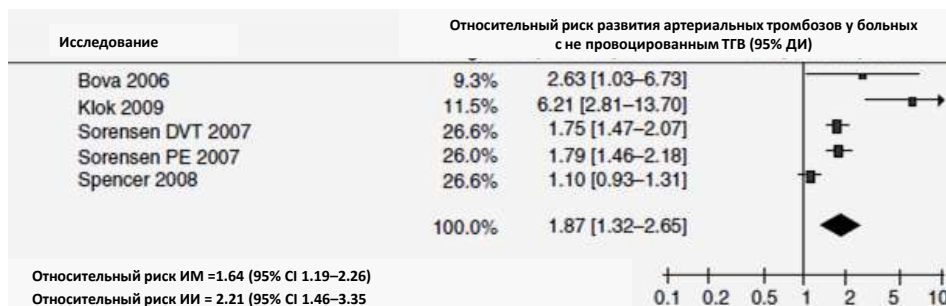 Исследование
Относительный риск развития артериальных тромбозов у больных
с не провоцированным ТГВ (95% ДИ)
Bova 2006 9.3% 2.63 [1.03–6.73]
Klok 2009 11.5% 6.21 [2.81–13.70]
Sorensen DVT 2007 26.6% 1.75 [1.47–2.07]
Sorensen PE 2007 26.0% 1.79 [1.46–2.18]
Spencer 2008 26.6% 1.10 [0.93–1.31]
100.0% 1.87 [1.32–2.65]
Относительный риск ИМ =1.64 (95% CI 1.19–2.26)
Относительный риск ИИ = 2.21 (95% CI 1.46–3.35
0.1 0.2 0.5 1 2 5 10